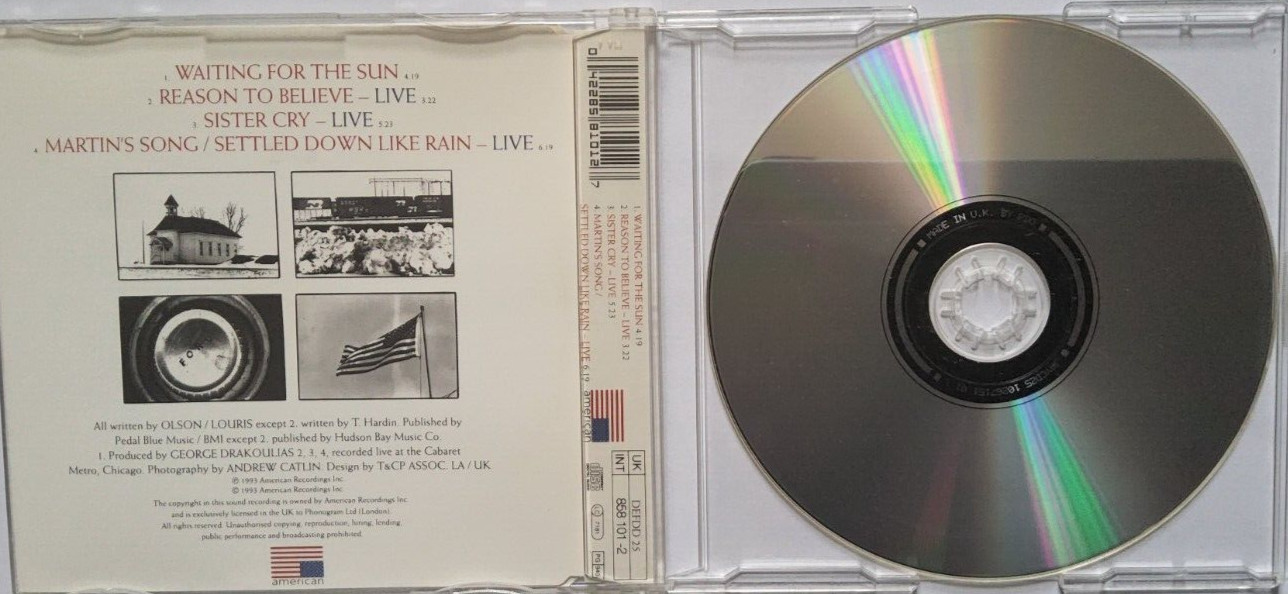 1. WAITING FOR THE SUN 4.19
2. REASON TO BELIEVE – LIVE 3.22
3. SISTER CRY – LIVE 5.23
4. MARTIN'S SONG / SETTLED DOWN LIKE RAIN – LIVE 6.19
All written by OLSON / LOURIS except 2. written by T. Hardin. Published by
Pedal Blue Music / BMI except 2. published by Hudson Bay Music Co.
1. Produced by GEORGE DRAKOULIAS 2, 3, 4, recorded live at the Cabaret
Metro, Chicago. Photography by ANDREW CATLIN. Design by T&CP ASSOC. LA / UK
℗ 1993 American Recordings Inc.
© 1993 American Recordings Inc.
The copyright in this sound recording is owned by American Recordings Inc.
and is exclusively licensed in the UK to Phonogram Ltd (London).
All rights reserved. Unauthorised copying, reproduction, hiring, lending,
public performance and broadcasting prohibited.
american
0 42285 81012 7
1. WAITING FOR THE SUN 4.19
2. REASON TO BELIEVE – LIVE 3.22
3. SISTER CRY – LIVE 5.23
4. MARTIN'S SONG /
SETTLED DOWN LIKE RAIN – LIVE 6.19
american
UK DEFDD 25
INT 858 101-2
MADE IN U.K.